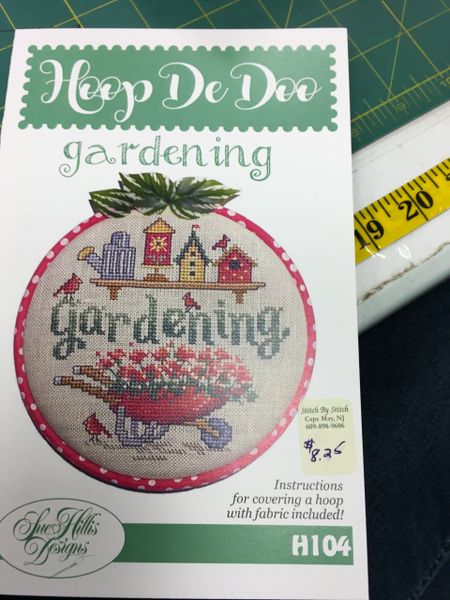 Hoop De Doo
gardening
gardening
Stitch By Stitch
Cape May, NJ
609-898-9606
$8.25
Instructions
for covering a hoop
with fabric included!
Sue Hillis
Designs
H104
19 20